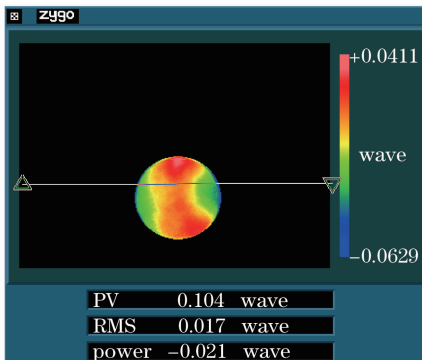 zygo
+0.0411
wave
-0.0629
PV 0.104 wave
RMS 0.017 wave
power -0.021 wave